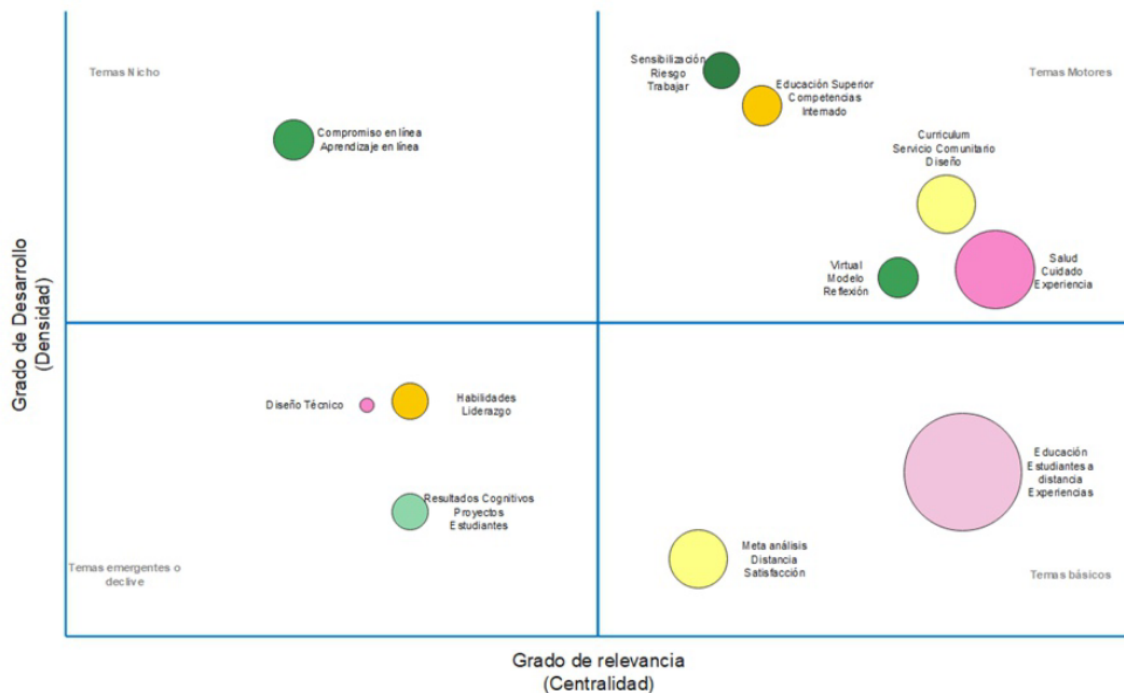 Temas Nicho
Sensibilización
Riesgo
Trabajar
Educación Superior
Competencias
Internado
Temas Motores
Compromiso en línea
Aprendizaje en línea
Curriculum
Servicio Comunitario
Diseño
Virtual
Modelo
Reflexión
Salud
Cuidado
Experiencia
Grado de Desarrollo
(Densidad)
Diseño Técnico
Habilidades
Liderazgo
Resultados Cognitivos
Proyectos
Estudiantes
Educación
Estudiantes a
distancia
Experiencias
Meta análisis
Distancia
Satisfacción
Temas emergentes o
declive
Temas básicos
Grado de relevancia
(Centralidad)